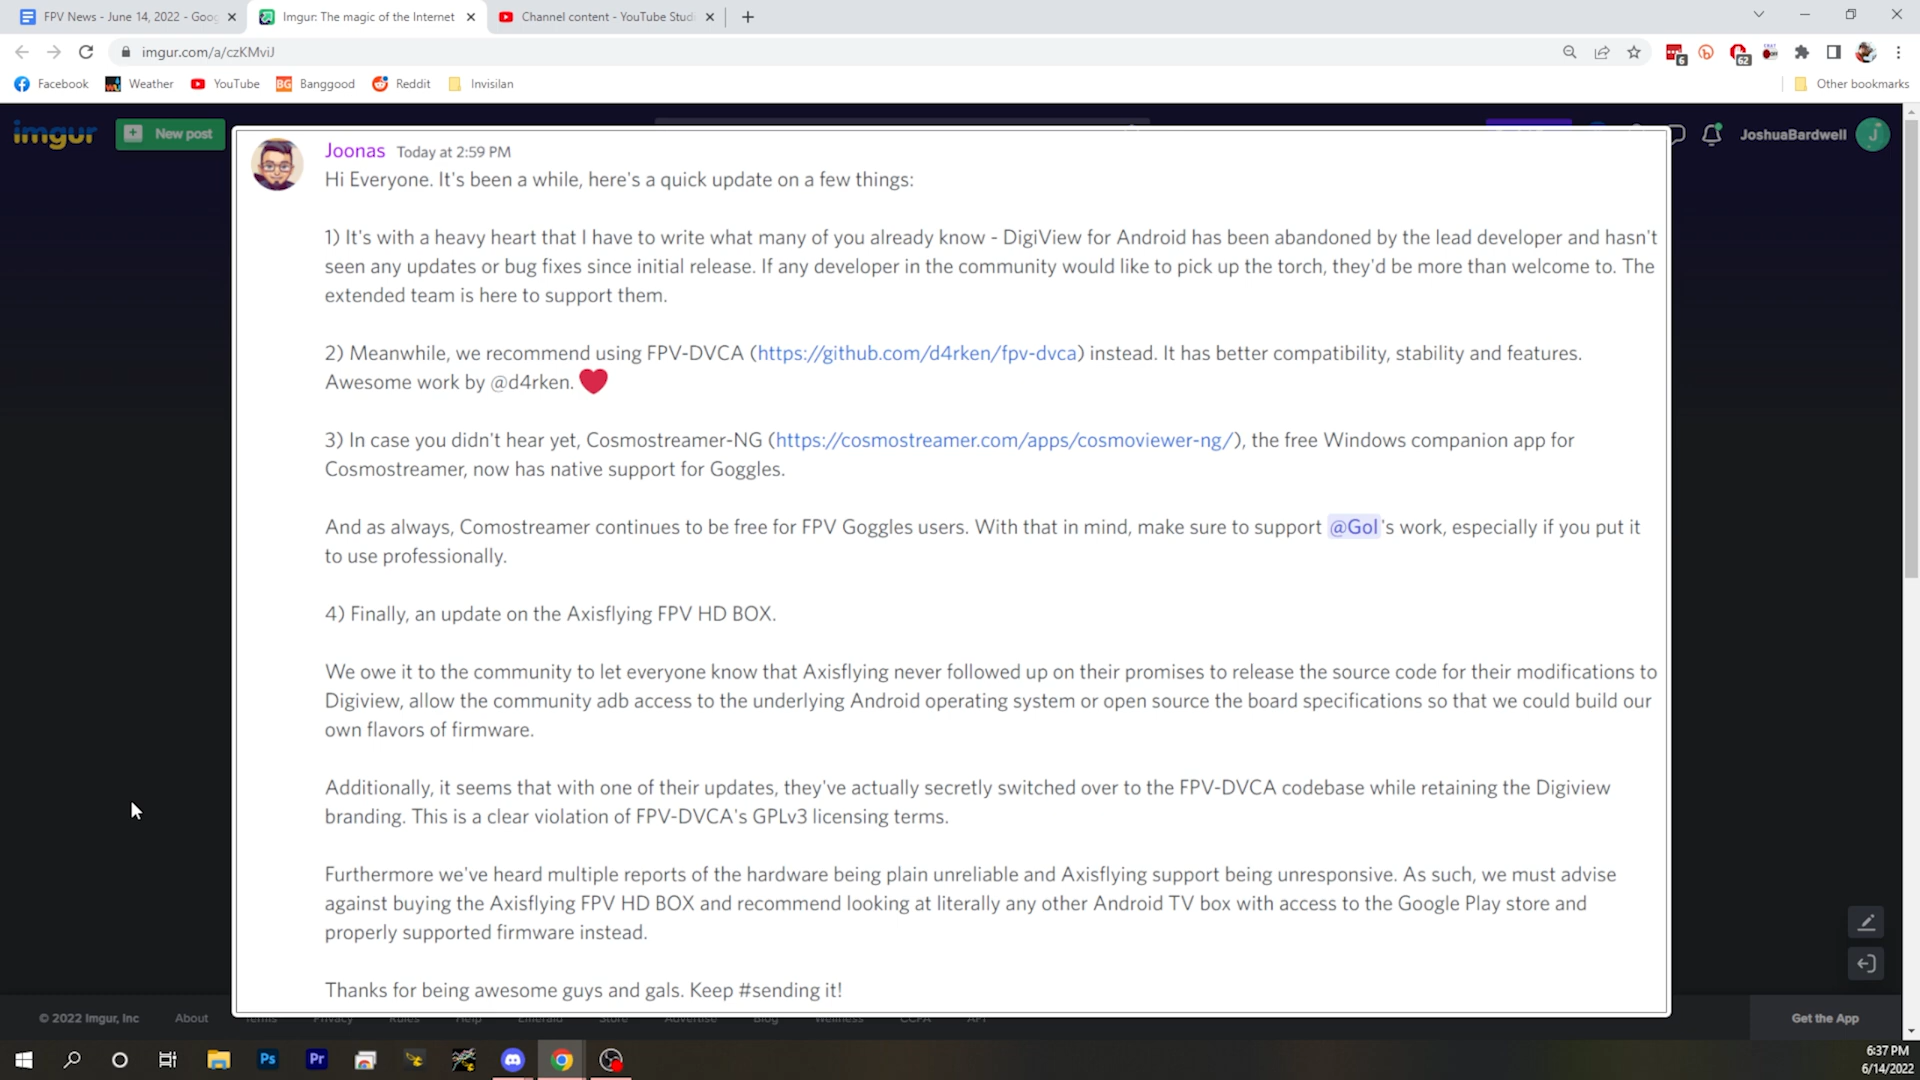 FPV News - June 14, 2022 - Goog
Imgur: The magic of the Internet
Channel content - YouTube Studi
imgur.com/a/czKMviJ
6
62
Facebook
Weather
YouTube
BG Banggood
Reddit
Invisilan
Other bookmarks
imgur
New post
JoshuaBardwell
J
Joonas Today at 2:59 PM
Hi Everyone. It's been a while, here's a quick update on a few things:
1) It's with a heavy heart that I have to write what many of you already know - DigiView for Android has been abandoned by the lead developer and hasn't
seen any updates or bug fixes since initial release. If any developer in the community would like to pick up the torch, they'd be more than welcome to. The
extended team is here to support them.
2) Meanwhile, we recommend using FPV-DVCA (https://github.com/d4rken/fpv-dvca) instead. It has better compatibility, stability and features.
Awesome work by @d4rken.
3) In case you didn't hear yet, Cosmostreamer-NG (https://cosmostreamer.com/apps/cosmoviewer-ng/), the free Windows companion app for
Cosmostreamer, now has native support for Goggles.
And as always, Comostreamer continues to be free for FPV Goggles users. With that in mind, make sure to support @Gol's work, especially if you put it
to use professionally.
4) Finally, an update on the Axisflying FPV HD BOX.
We owe it to the community to let everyone know that Axisflying never followed up on their promises to release the source code for their modifications to
Digiview, allow the community adb access to the underlying Android operating system or open source the board specifications so that we could build our
own flavors of firmware.
Additionally, it seems that with one of their updates, they've actually secretly switched over to the FPV-DVCA codebase while retaining the Digiview
branding. This is a clear violation of FPV-DVCA's GPLv3 licensing terms.
Furthermore we've heard multiple reports of the hardware being plain unreliable and Axisflying support being unresponsive. As such, we must advise
against buying the Axisflying FPV HD BOX and recommend looking at literally any other Android TV box with access to the Google Play store and
properly supported firmware instead.
Thanks for being awesome guys and gals. Keep #sending it!
© 2022 Imgur, Inc About Terms Privacy Rules Help Emerald Store Advertise Blog Wellness CCPA API
Get the App
Ps
Pr
6:37 PM
6/14/2022